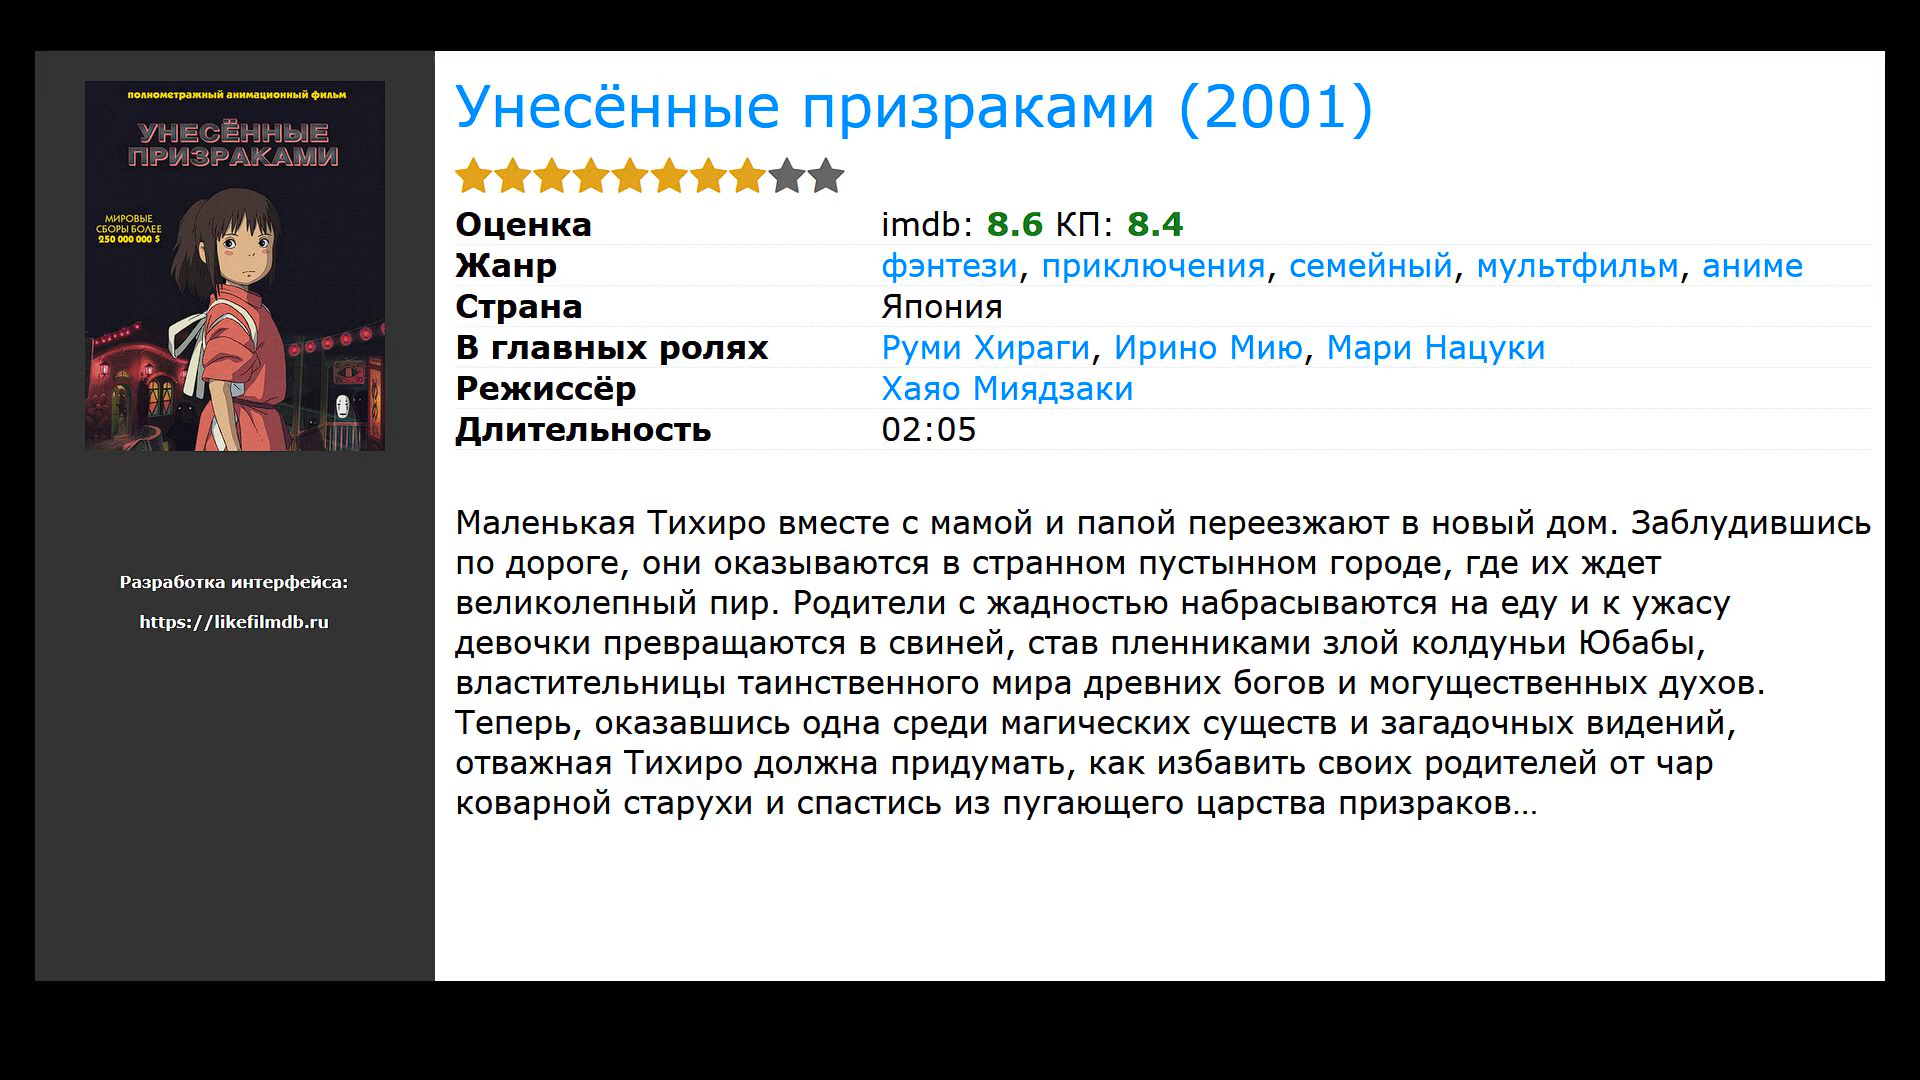 полнометражный анимационный фильм
УНЕСЁННЫЕ
ПРИЗРАКАМИ
МИРОВЫЕ
СБОРЫ БОЛЕЕ
250 000 000 $
Разработка интерфейса:
https://likefilmdb.ru
Унесённые призраками (2001)
Оценка imdb: 8.6 КП: 8.4
Жанр фэнтези, приключения, семейный, мультфильм, аниме
Страна Япония
В главных ролях Руми Хираги, Ирино Мию, Мари Нацуки
Режиссёр Хаяо Миядзаки
Длительность 02:05
Маленькая Тихиро вместе с мамой и папой переезжают в новый дом. Заблудившись
по дороге, они оказываются в странном пустынном городе, где их ждет
великолепный пир. Родители с жадностью набрасываются на еду и к ужасу
девочки превращаются в свиней, став пленниками злой колдуньи Юбабы,
властительницы таинственного мира древних богов и могущественных духов.
Теперь, оказавшись одна среди магических существ и загадочных видений,
отважная Тихиро должна придумать, как избавить своих родителей от чар
коварной старухи и спастись из пугающего царства призраков…